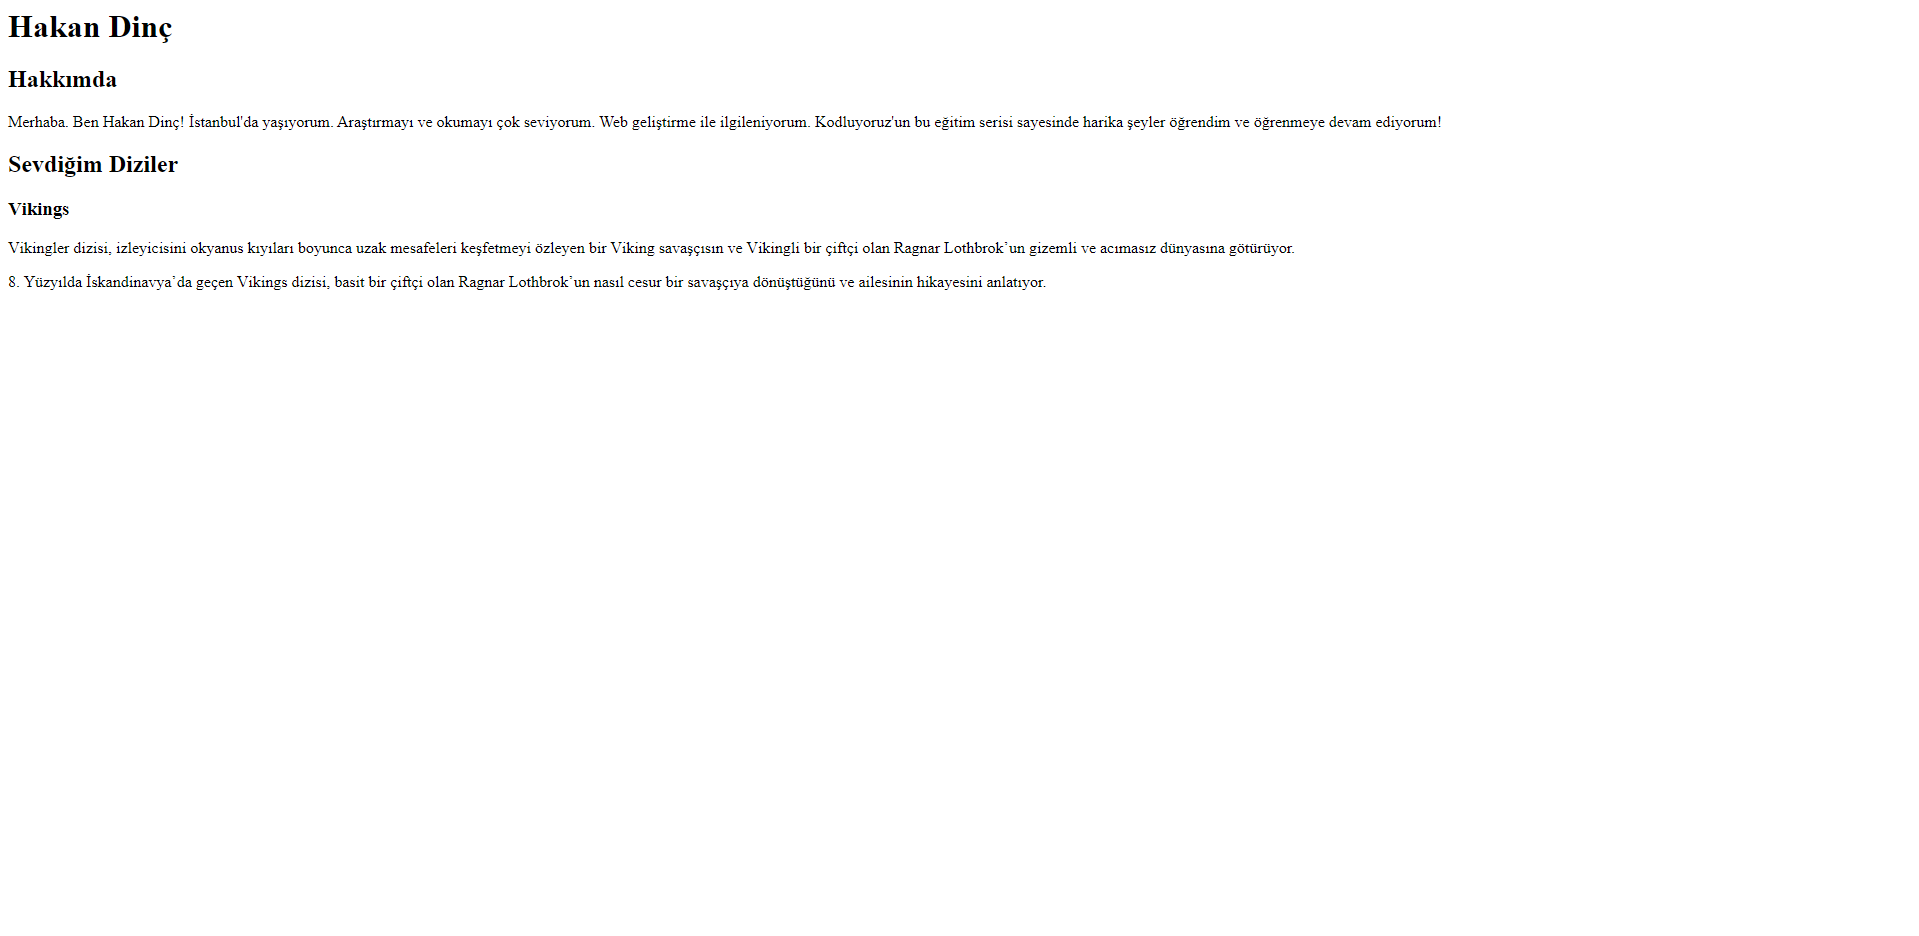 Hakan Dinç
Hakkımda
Merhaba. Ben Hakan Dinç! İstanbul'da yaşıyorum. Araştırmayı ve okumayı çok seviyorum. Web geliştirme ile ilgileniyorum. Kodluyoruz'un bu eğitim serisi sayesinde harika şeyler öğrendim ve öğrenmeye devam ediyorum!
Sevdiğim Diziler
Vikings
Vikingler dizisi, izleyicisini okyanus kıyıları boyunca uzak mesafeleri keşfetmeyi özleyen bir Viking savaşçısın ve Vikingli bir çiftçi olan Ragnar Lothbrok’un gizemli ve acımasız dünyasına götürüyor.
8. Yüzyılda İskandinavya’da geçen Vikings dizisi, basit bir çiftçi olan Ragnar Lothbrok’un nasıl cesur bir savaşçıya dönüştüğünü ve ailesinin hikayesini anlatıyor.